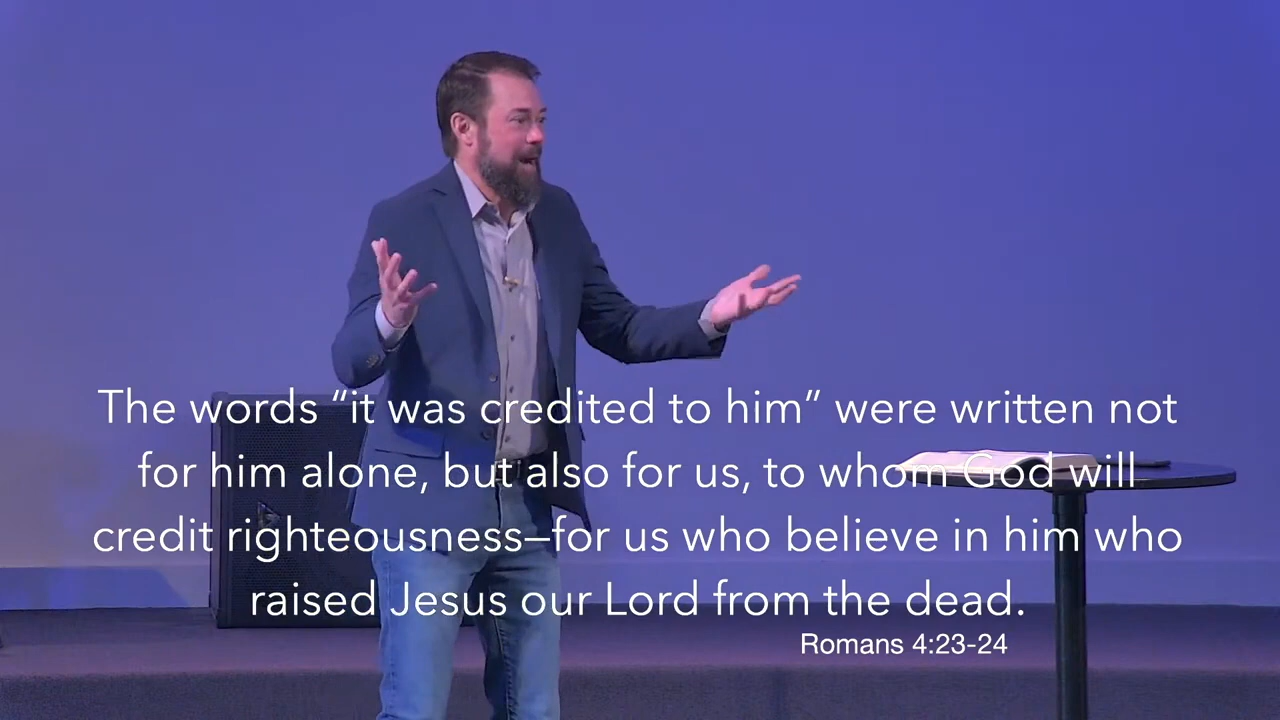 The words “it was credited to him” were written not
for him alone, but also for us, to whom God will
credit righteousness—for us who believe in him who
raised Jesus our Lord from the dead.
Romans 4:23-24